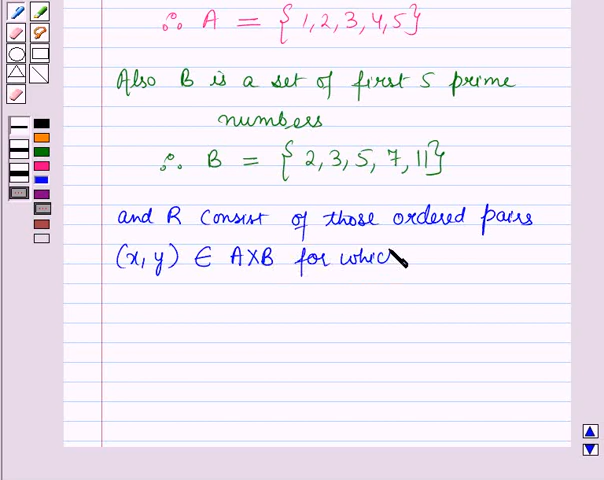 ∴ A = {1,2,3,4,5}
Also B is a set of first 5 prime
numbers
∴ B = {2,3,5,7,11}
and R consist of those ordered pairs
(x,y) ∈ A×B for whic